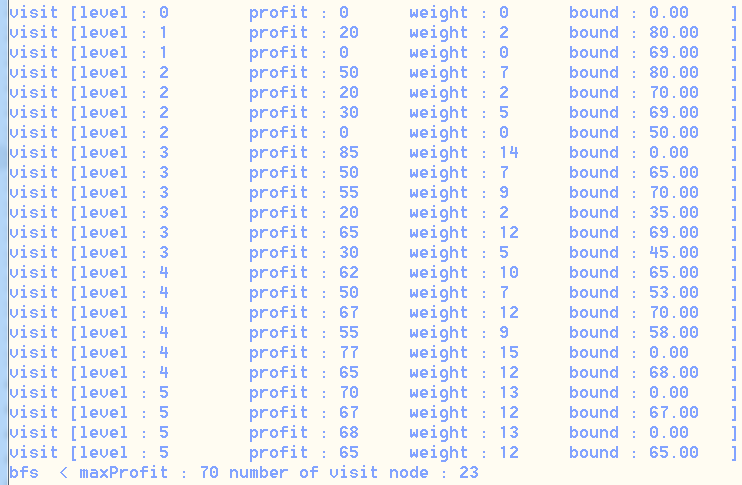 visit [level : 0 profit : 0 weight : 0 bound : 0.00 ]
visit [level : 1 profit : 20 weight : 2 bound : 80.00 ]
visit [level : 1 profit : 0 weight : 0 bound : 69.00 ]
visit [level : 2 profit : 50 weight : 7 bound : 80.00 ]
visit [level : 2 profit : 20 weight : 2 bound : 70.00 ]
visit [level : 2 profit : 30 weight : 5 bound : 69.00 ]
visit [level : 2 profit : 0 weight : 0 bound : 50.00 ]
visit [level : 3 profit : 85 weight : 14 bound : 0.00 ]
visit [level : 3 profit : 50 weight : 7 bound : 65.00 ]
visit [level : 3 profit : 55 weight : 9 bound : 70.00 ]
visit [level : 3 profit : 20 weight : 2 bound : 35.00 ]
visit [level : 3 profit : 65 weight : 12 bound : 69.00 ]
visit [level : 3 profit : 30 weight : 5 bound : 45.00 ]
visit [level : 4 profit : 62 weight : 10 bound : 65.00 ]
visit [level : 4 profit : 50 weight : 7 bound : 53.00 ]
visit [level : 4 profit : 67 weight : 12 bound : 70.00 ]
visit [level : 4 profit : 55 weight : 9 bound : 58.00 ]
visit [level : 4 profit : 77 weight : 15 bound : 0.00 ]
visit [level : 4 profit : 65 weight : 12 bound : 68.00 ]
visit [level : 5 profit : 70 weight : 13 bound : 0.00 ]
visit [level : 5 profit : 67 weight : 12 bound : 67.00 ]
visit [level : 5 profit : 68 weight : 13 bound : 0.00 ]
visit [level : 5 profit : 65 weight : 12 bound : 65.00 ]
bfs < maxProfit : 70 number of visit node : 23